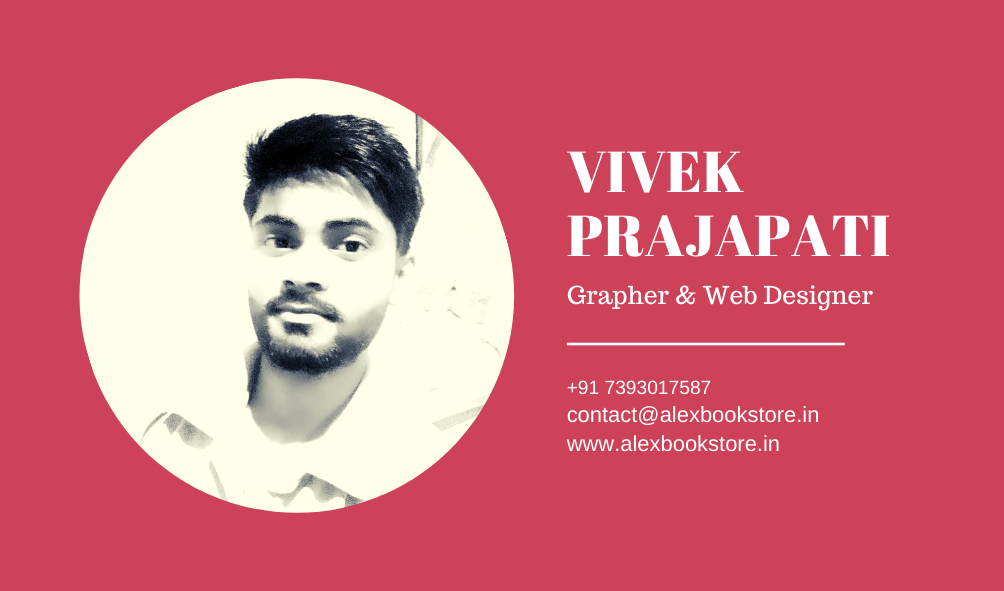 VIVEK
PRAJAPATI
Grapher & Web Designer
+91 7393017587
contact@alexbookstore.in
www.alexbookstore.in